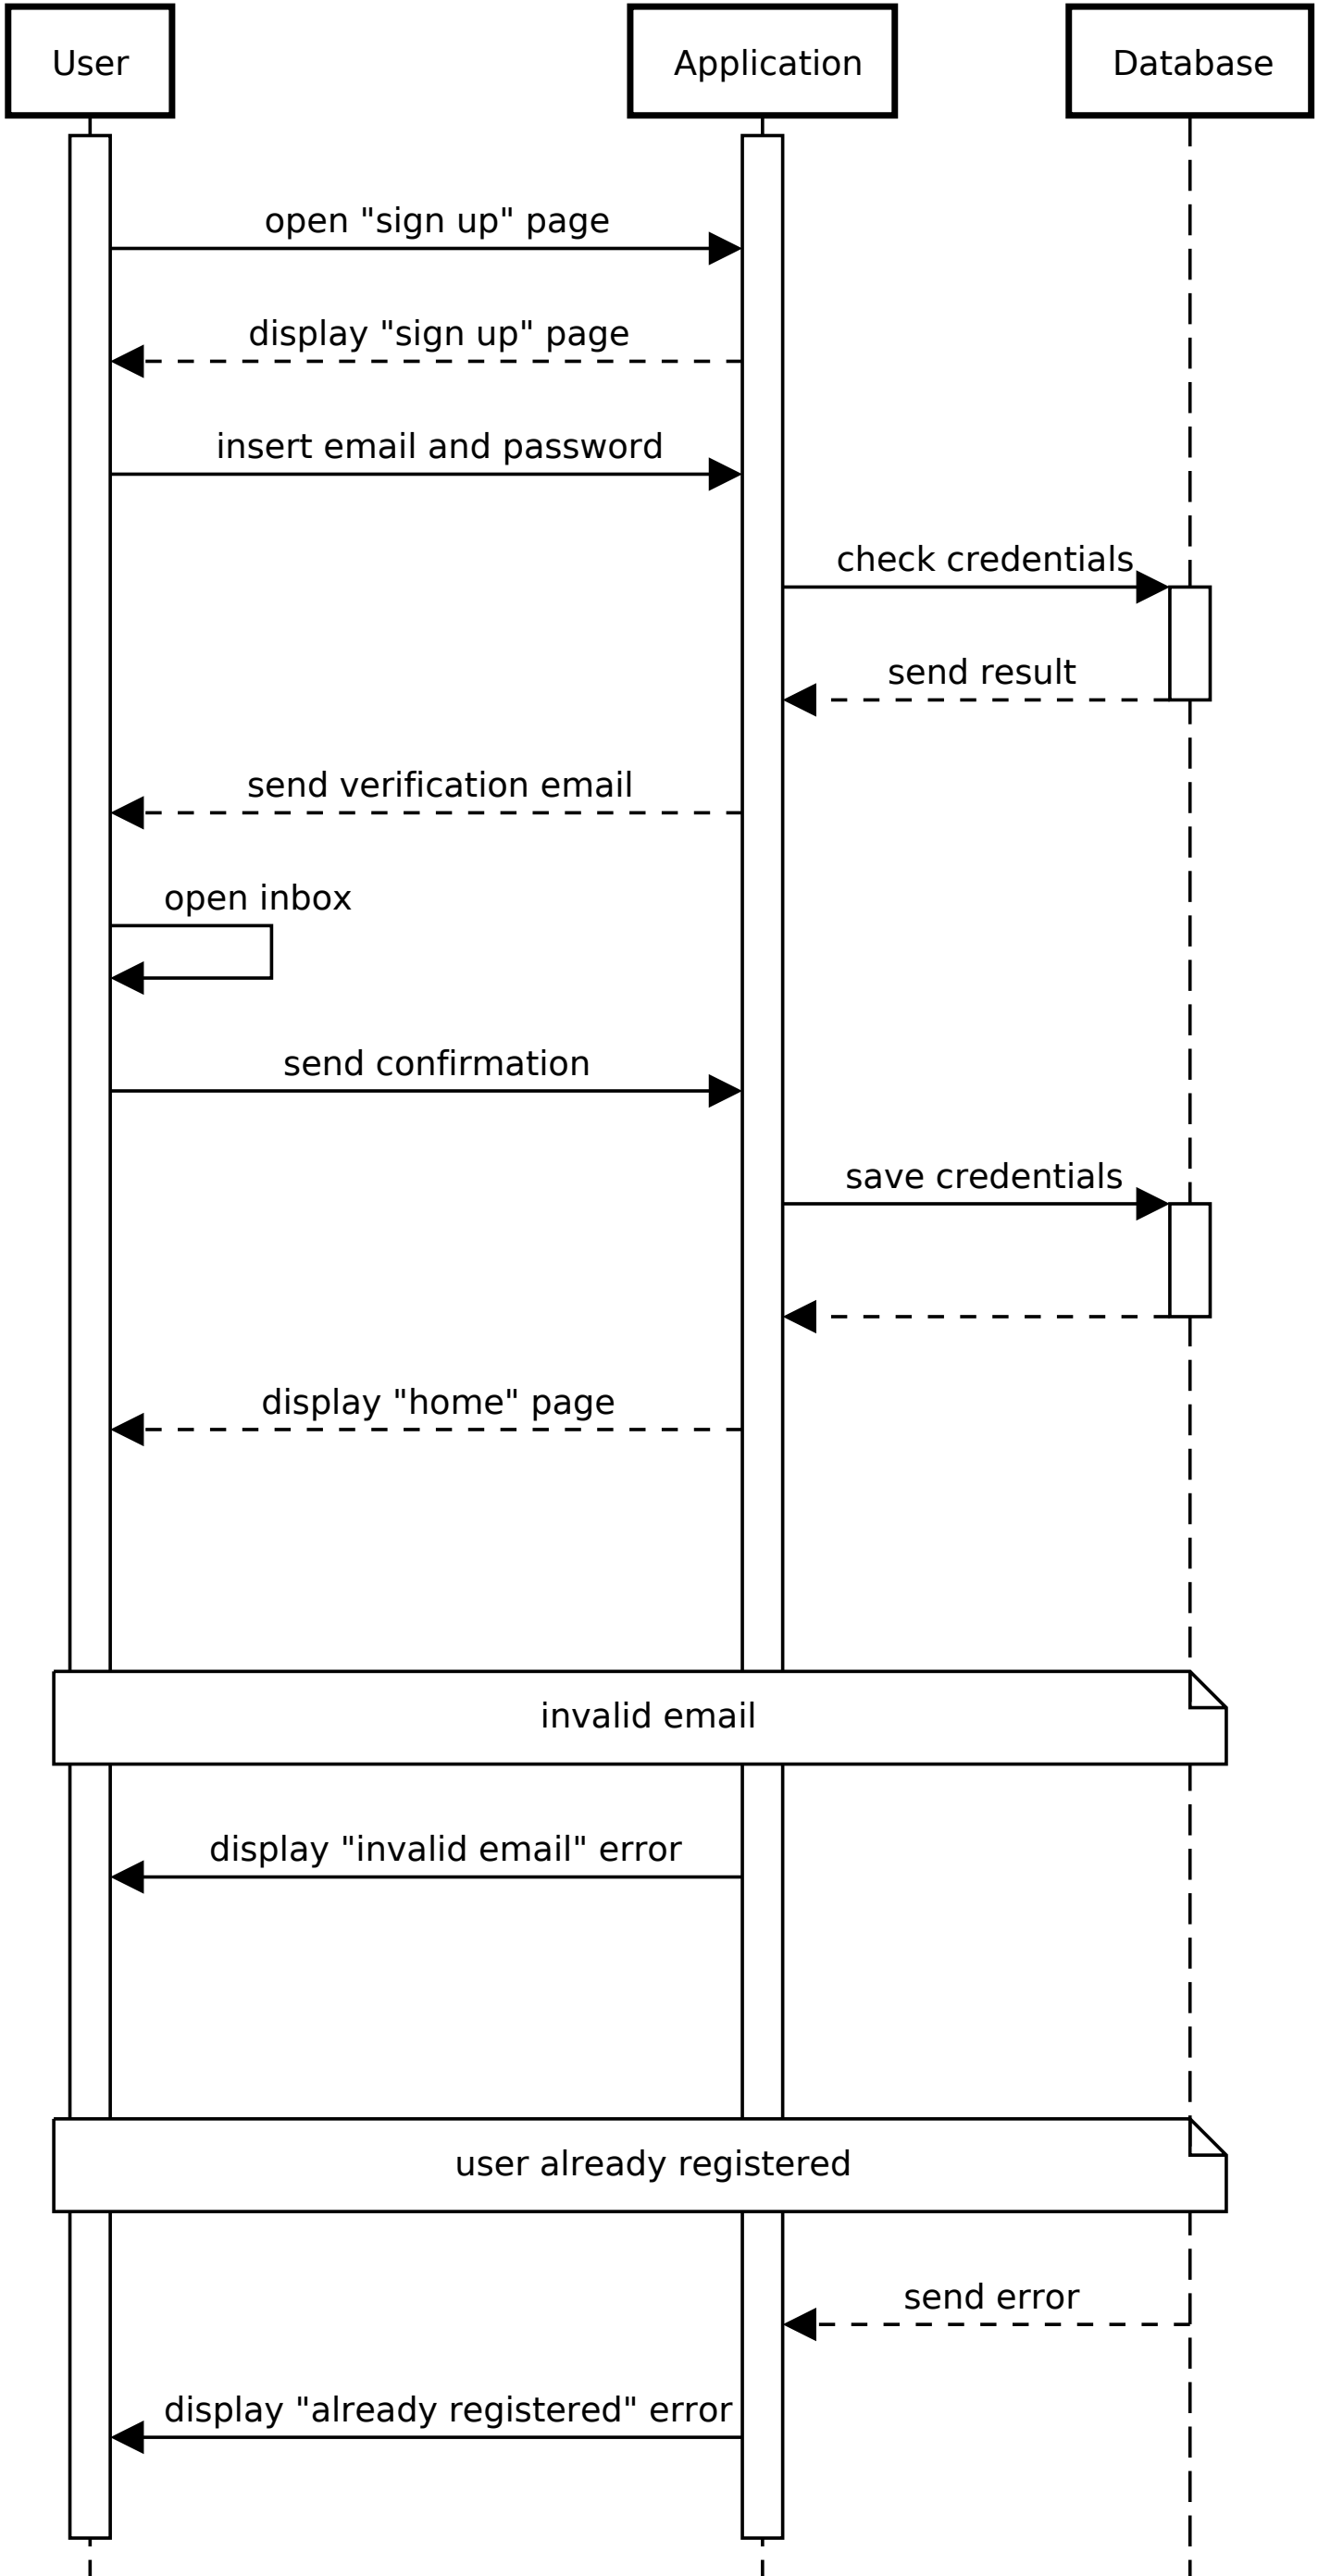 User
Application
Database
open "sign up" page
display "sign up" page
insert email and password
check credentials
send result
send verification email
open inbox
send confirmation
save credentials
display "home" page
invalid email
display "invalid email" error
user already registered
send error
display "already registered" error